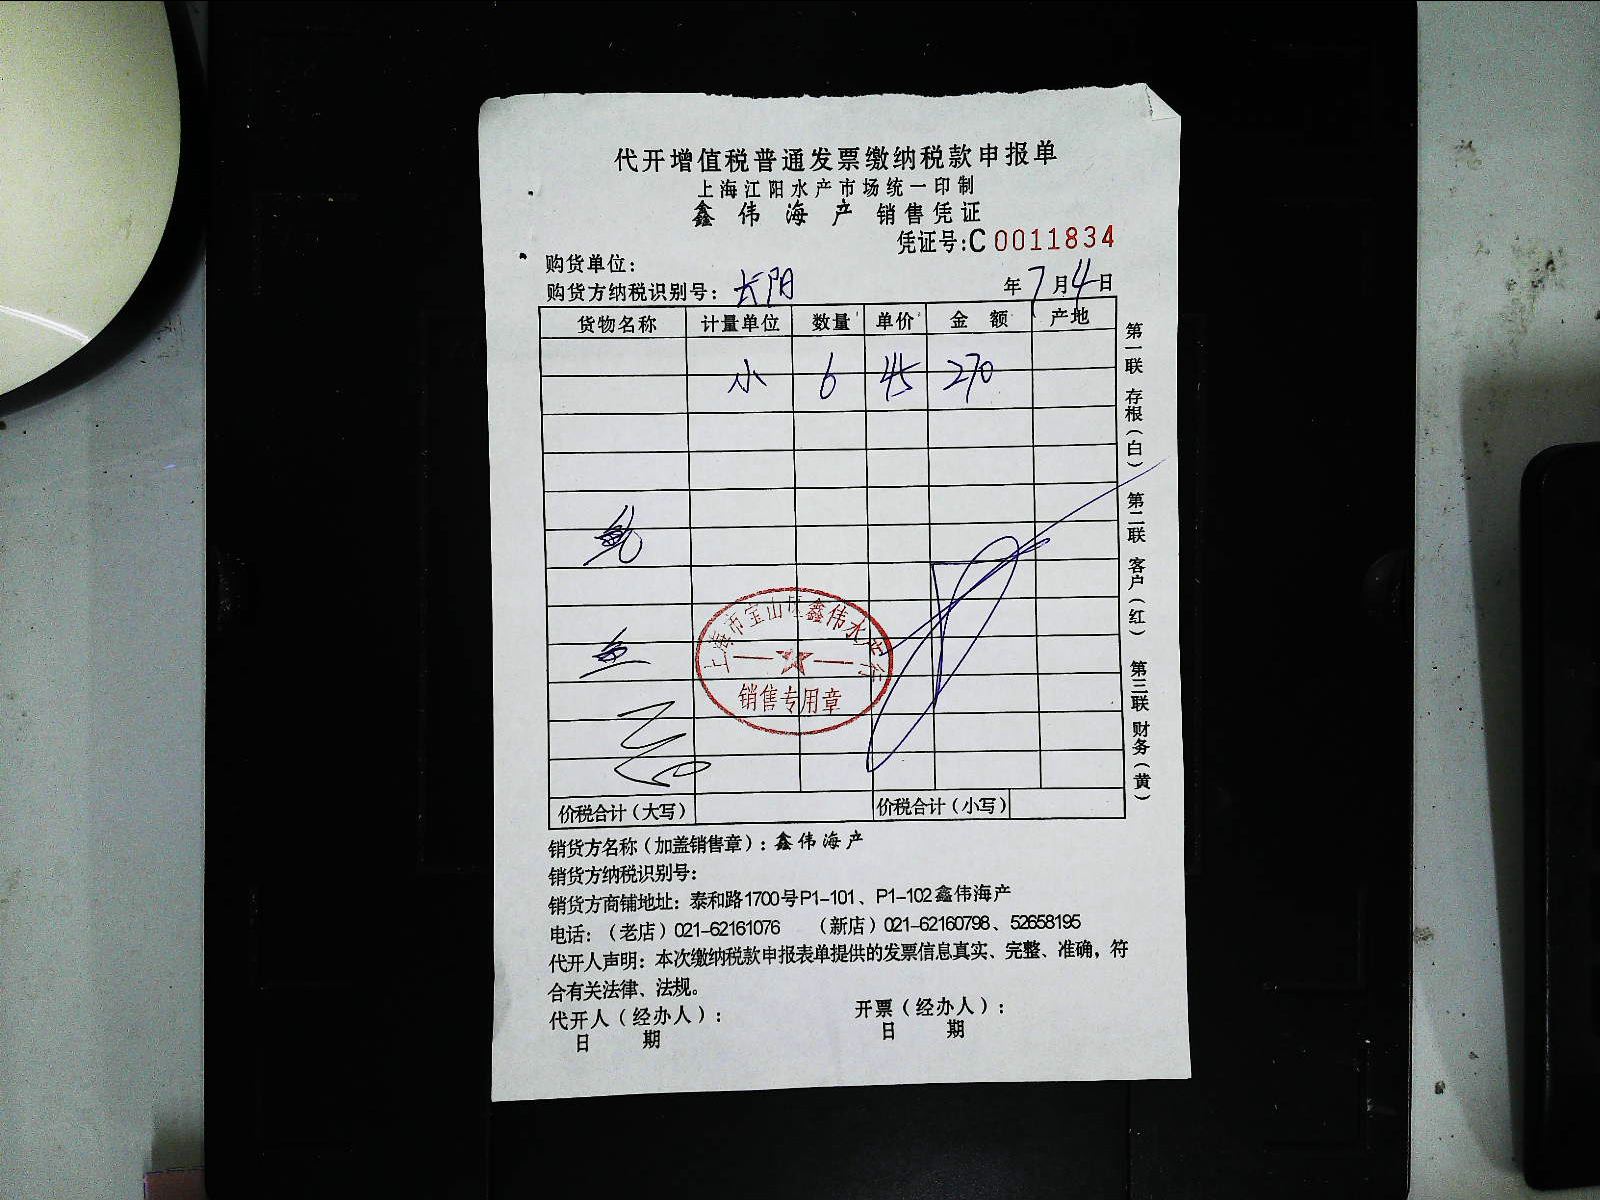 代开增值税普通发票缴纳税款申报单
上海江阳水产市场统一印制
鑫伟海产 销售凭证
凭证号:C 0011834
购货单位:
购货方纳税识别号: 长阳 年7月4日
货物名称 计量单位 数量 单价 金额 产地
小 6 45 270
上海市宝山区鑫伟水产行
销售专用章
价税合计(大写) 价税合计(小写)
第一联 存根(白) 第二联 客户(红) 第三联 财务(黄)
销货方名称(加盖销售章):鑫伟海产
销货方纳税识别号:
销货方商铺地址:泰和路1700号P1-101、P1-102鑫伟海产
电话:(老店)021-62161076 (新店)021-62160798、52658195
代开人声明:本次缴纳税款申报表单提供的发票信息真实、完整、准确,符
合有关法律、法规。
代开人(经办人): 开票(经办人):
日 期 日 期